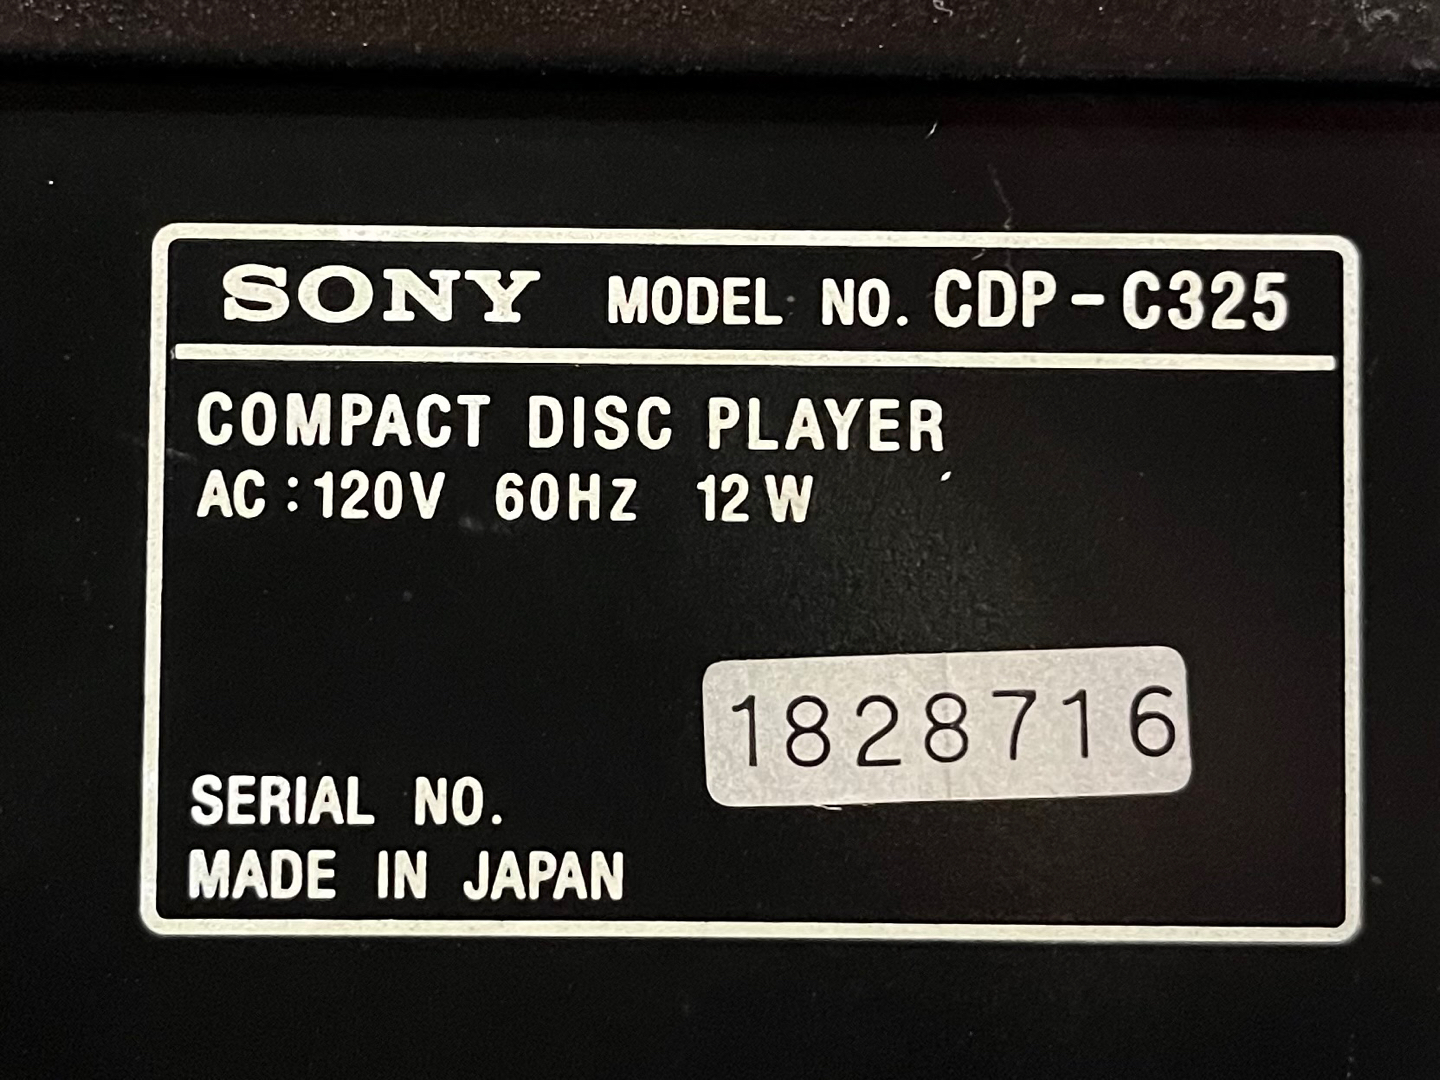 SONY MODEL NO. CDP-C325
COMPACT DISC PLAYER
AC:120V 60Hz 12W
1828716
SERIAL NO.
MADE IN JAPAN